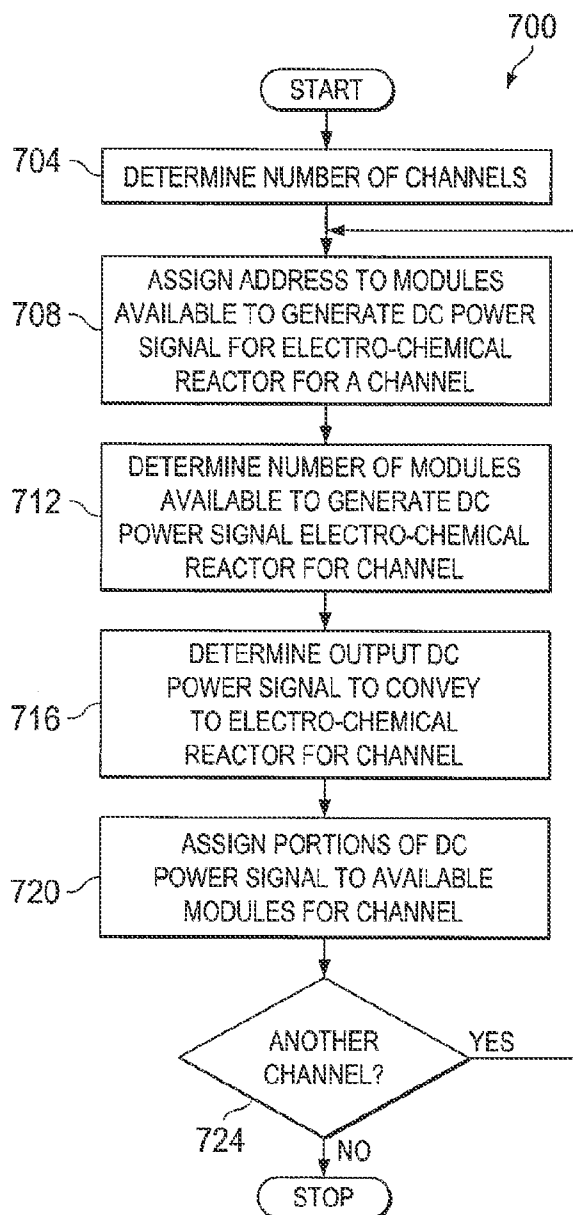 700
START
704
DETERMINE NUMBER OF CHANNELS
708
ASSIGN ADDRESS TO MODULES
AVAILABLE TO GENERATE DC POWER
SIGNAL FOR ELECTRO-CHEMICAL
REACTOR FOR A CHANNEL
712
DETERMINE NUMBER OF MODULES
AVAILABLE TO GENERATE DC
POWER SIGNAL ELECTRO-CHEMICAL
REACTOR FOR CHANNEL
716
DETERMINE OUTPUT DC
POWER SIGNAL TO CONVEY
TO ELECTRO-CHEMICAL
REACTOR FOR CHANNEL
720
ASSIGN PORTIONS OF DC
POWER SIGNAL TO AVAILABLE
MODULES FOR CHANNEL
ANOTHER
CHANNEL?
YES
724
NO
STOP